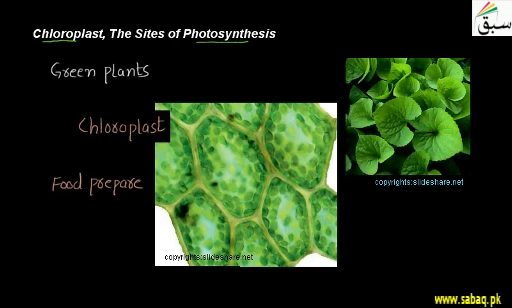 سبق
Chloroplast, The Sites of Photosynthesis
Green plants
Chloroplast
Food prepare
copyrights:slideshare.net
copyrights:slideshare.net
www.sabaq.pk